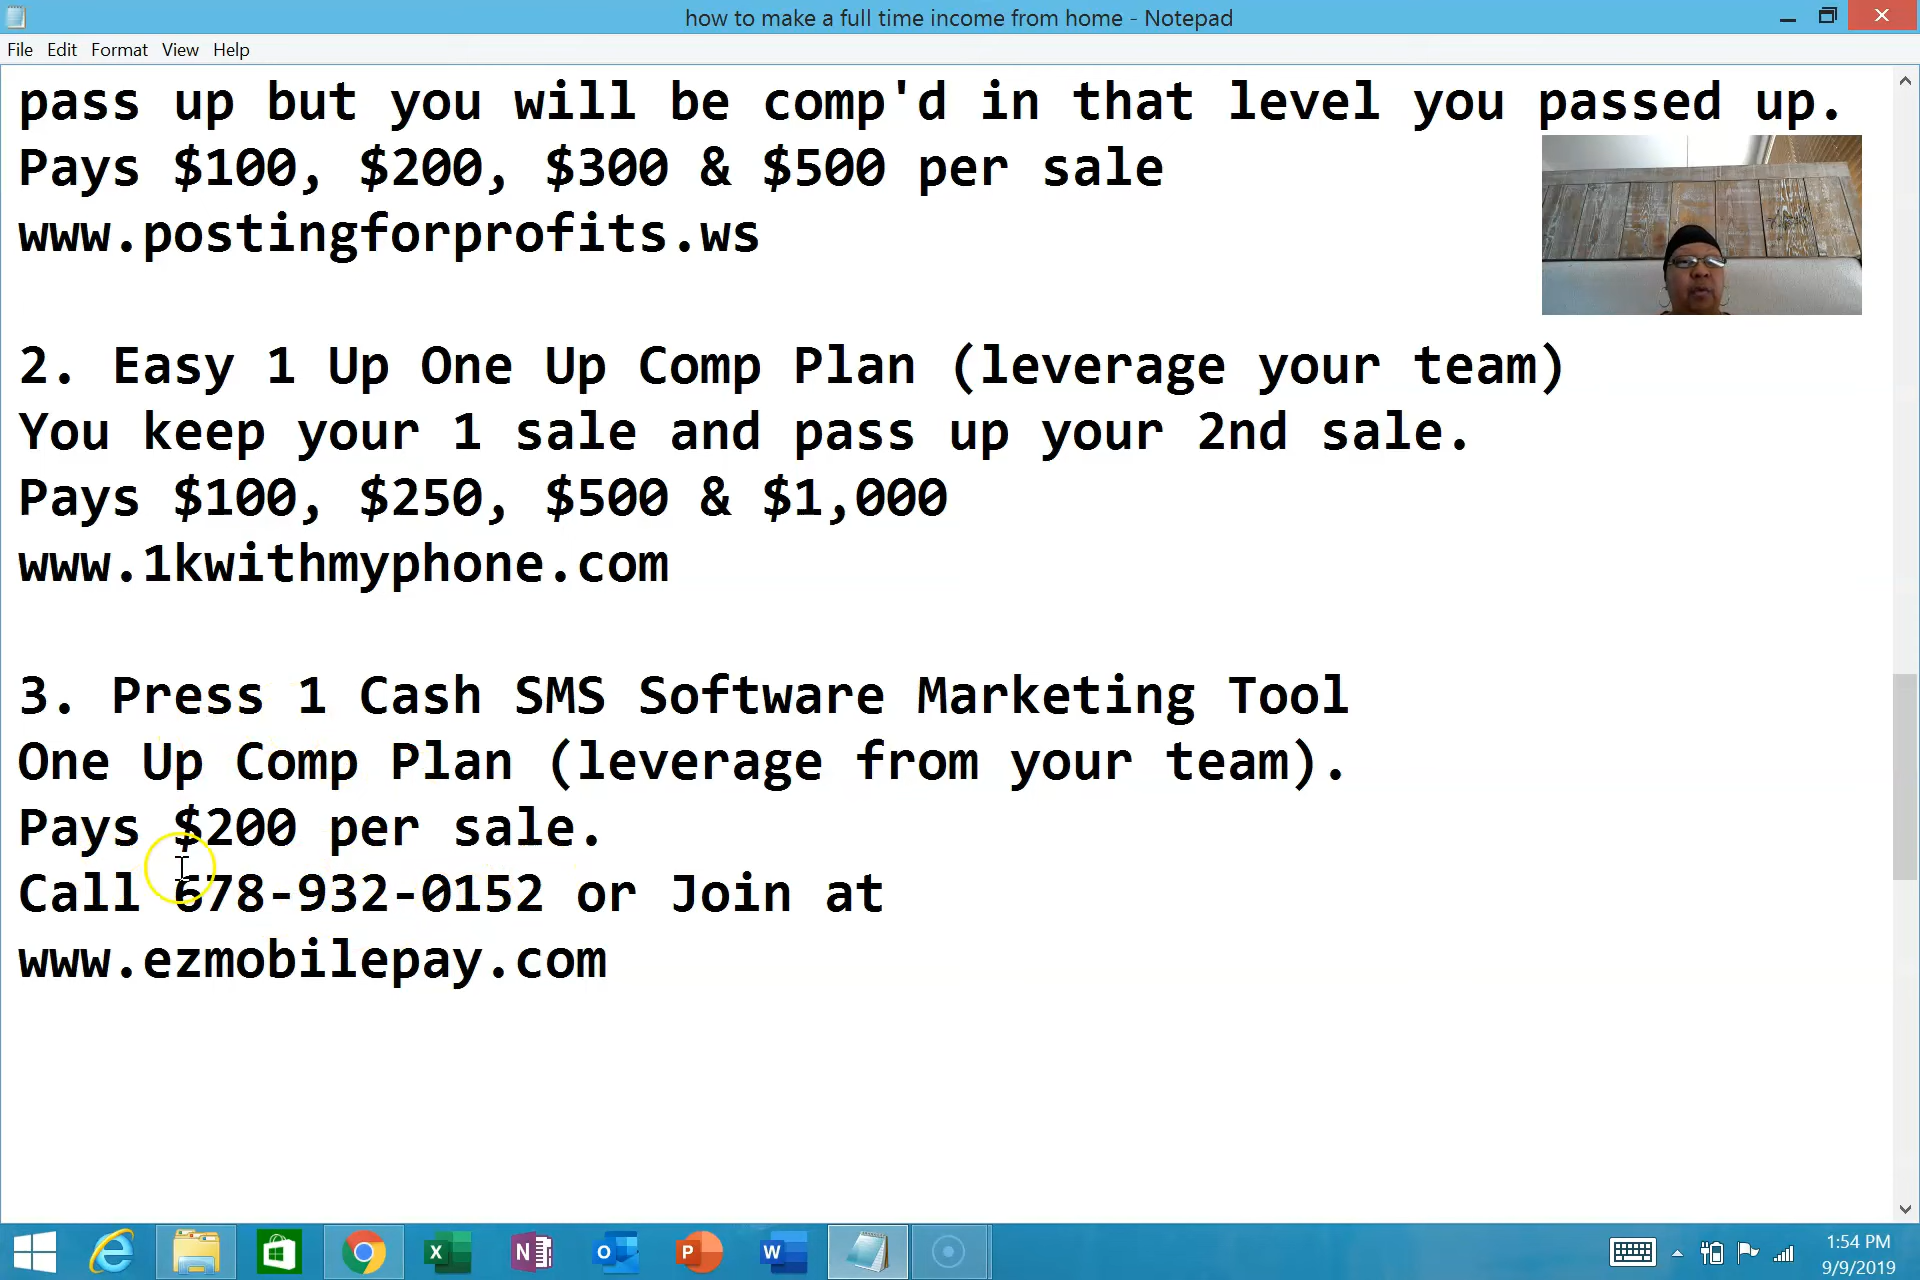 how to make a full time income from home - Notepad
File Edit Format View Help
pass up but you will be comp'd in that level you passed up.
Pays $100, $200, $300 & $500 per sale
www.postingforprofits.ws
2. Easy 1 Up One Up Comp Plan (leverage your team)
You keep your 1 sale and pass up your 2nd sale.
Pays $100, $250, $500 & $1,000
www.1kwithmyphone.com
3. Press 1 Cash SMS Software Marketing Tool
One Up Comp Plan (leverage from your team).
Pays $200 per sale.
Call 678-932-0152 or Join at
www.ezmobilepay.com
1:54 PM
9/9/2019